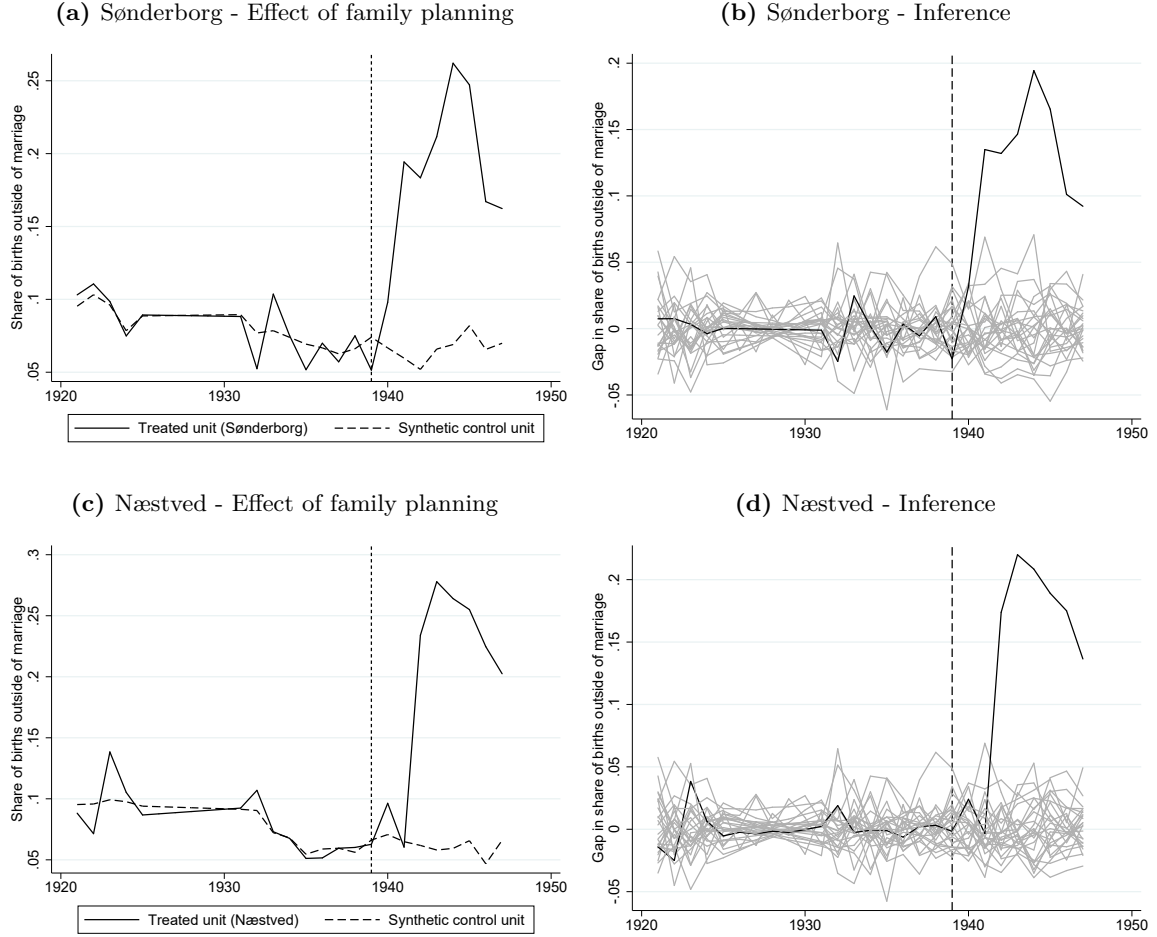 (a) Sønderborg - Effect of family planning
Share of births outside of marriage
.05 .1 .15 .2 .25
1920 1930 1940 1950
Treated unit (Sønderborg) Synthetic control unit
(b) Sønderborg - Inference
Gap in share of births outside of marriage
-.05 0 .05 .1 .15 .2
1920 1930 1940 1950
(c) Næstved - Effect of family planning
Share of births outside of marriage
.05 .1 .15 .2 .25 .3
1920 1930 1940 1950
Treated unit (Næstved) Synthetic control unit
(d) Næstved - Inference
Gap in share of births outside of marriage
-.05 0 .05 .1 .15 .2
1920 1930 1940 1950